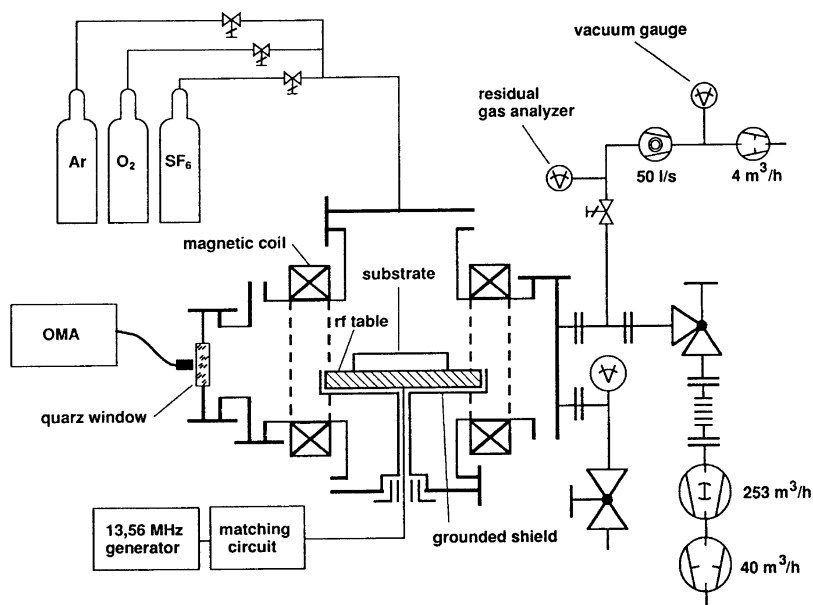 vacuum gauge
residual
gas analyzer
Ar
O₂
SF₆
50 l/s
4 m³/h
magnetic coil
substrate
OMA
rf table
quarz window
253 m³/h
13,56 MHz
generator
matching
circuit
grounded shield
40 m³/h